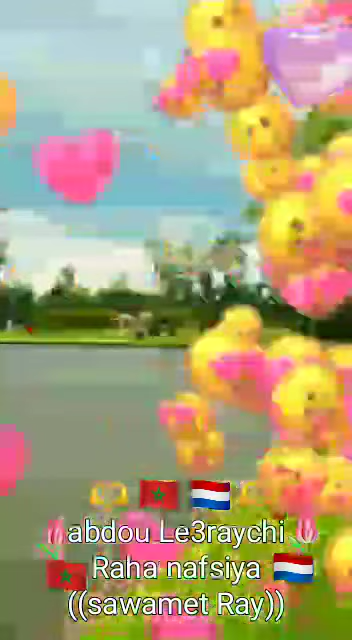 🫶 🇲🇦 🇳🇱 🫶
🌷abdou Le3raychi🌷
🇲🇦 Raha nafsiya 🇳🇱
((sawamet Ray))